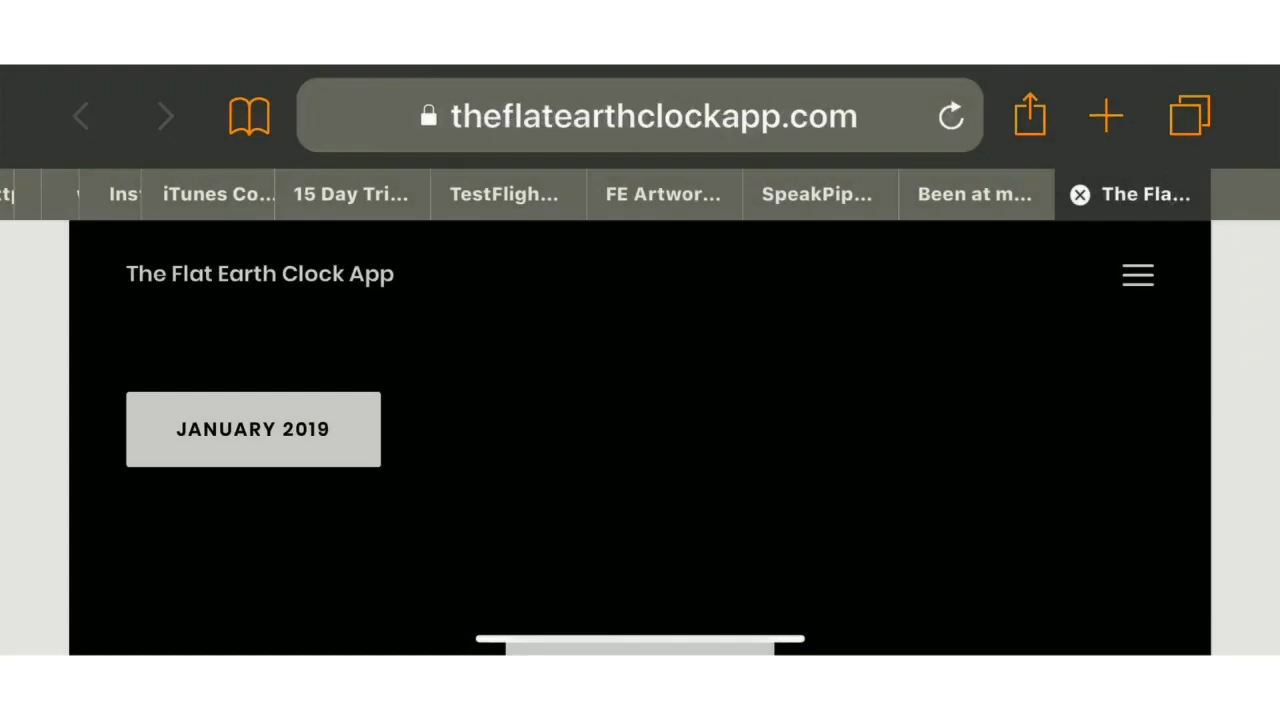 theflatearthclockapp.com
Ins iTunes Co... 15 Day Tri... TestFligh... FE Artwor... SpeakPip... Been at m... The Fla...
The Flat Earth Clock App
JANUARY 2019